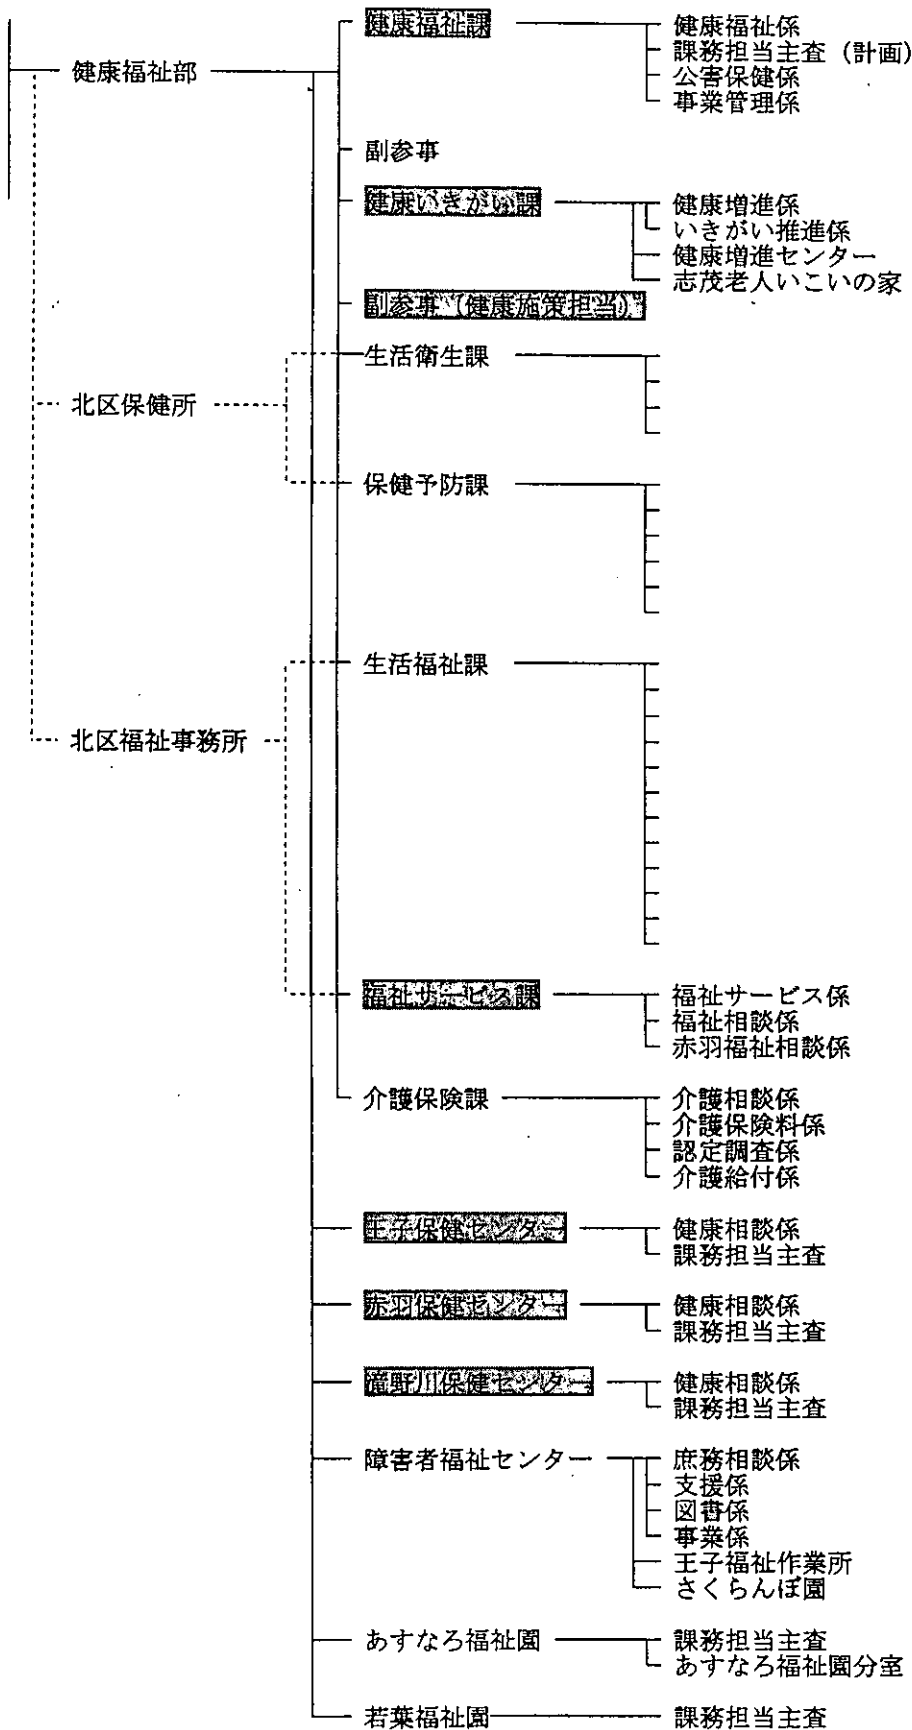 健康福祉課
健康福祉係
健康福祉部
課務担当主査（計画）
公害保健係
事業管理係
副参事
健康いきがい課
健康増進係
いきがい推進係
健康増進センター
志茂老人いこいの家
副参事（健康施策担当）
生活衛生課
北区保健所
保健予防課
生活福祉課
北区福祉事務所
福祉サービス課
福祉サービス係
福祉相談係
赤羽福祉相談係
介護保険課
介護相談係
介護保険料係
認定調査係
介護給付係
王子保健センター
健康相談係
課務担当主査
赤羽保健センター
健康相談係
課務担当主査
滝野川保健センター
健康相談係
課務担当主査
障害者福祉センター
庶務相談係
支援係
図書係
事業係
王子福祉作業所
さくらんぼ園
あすなろ福祉園
課務担当主査
あすなろ福祉園分室
若葉福祉園
課務担当主査